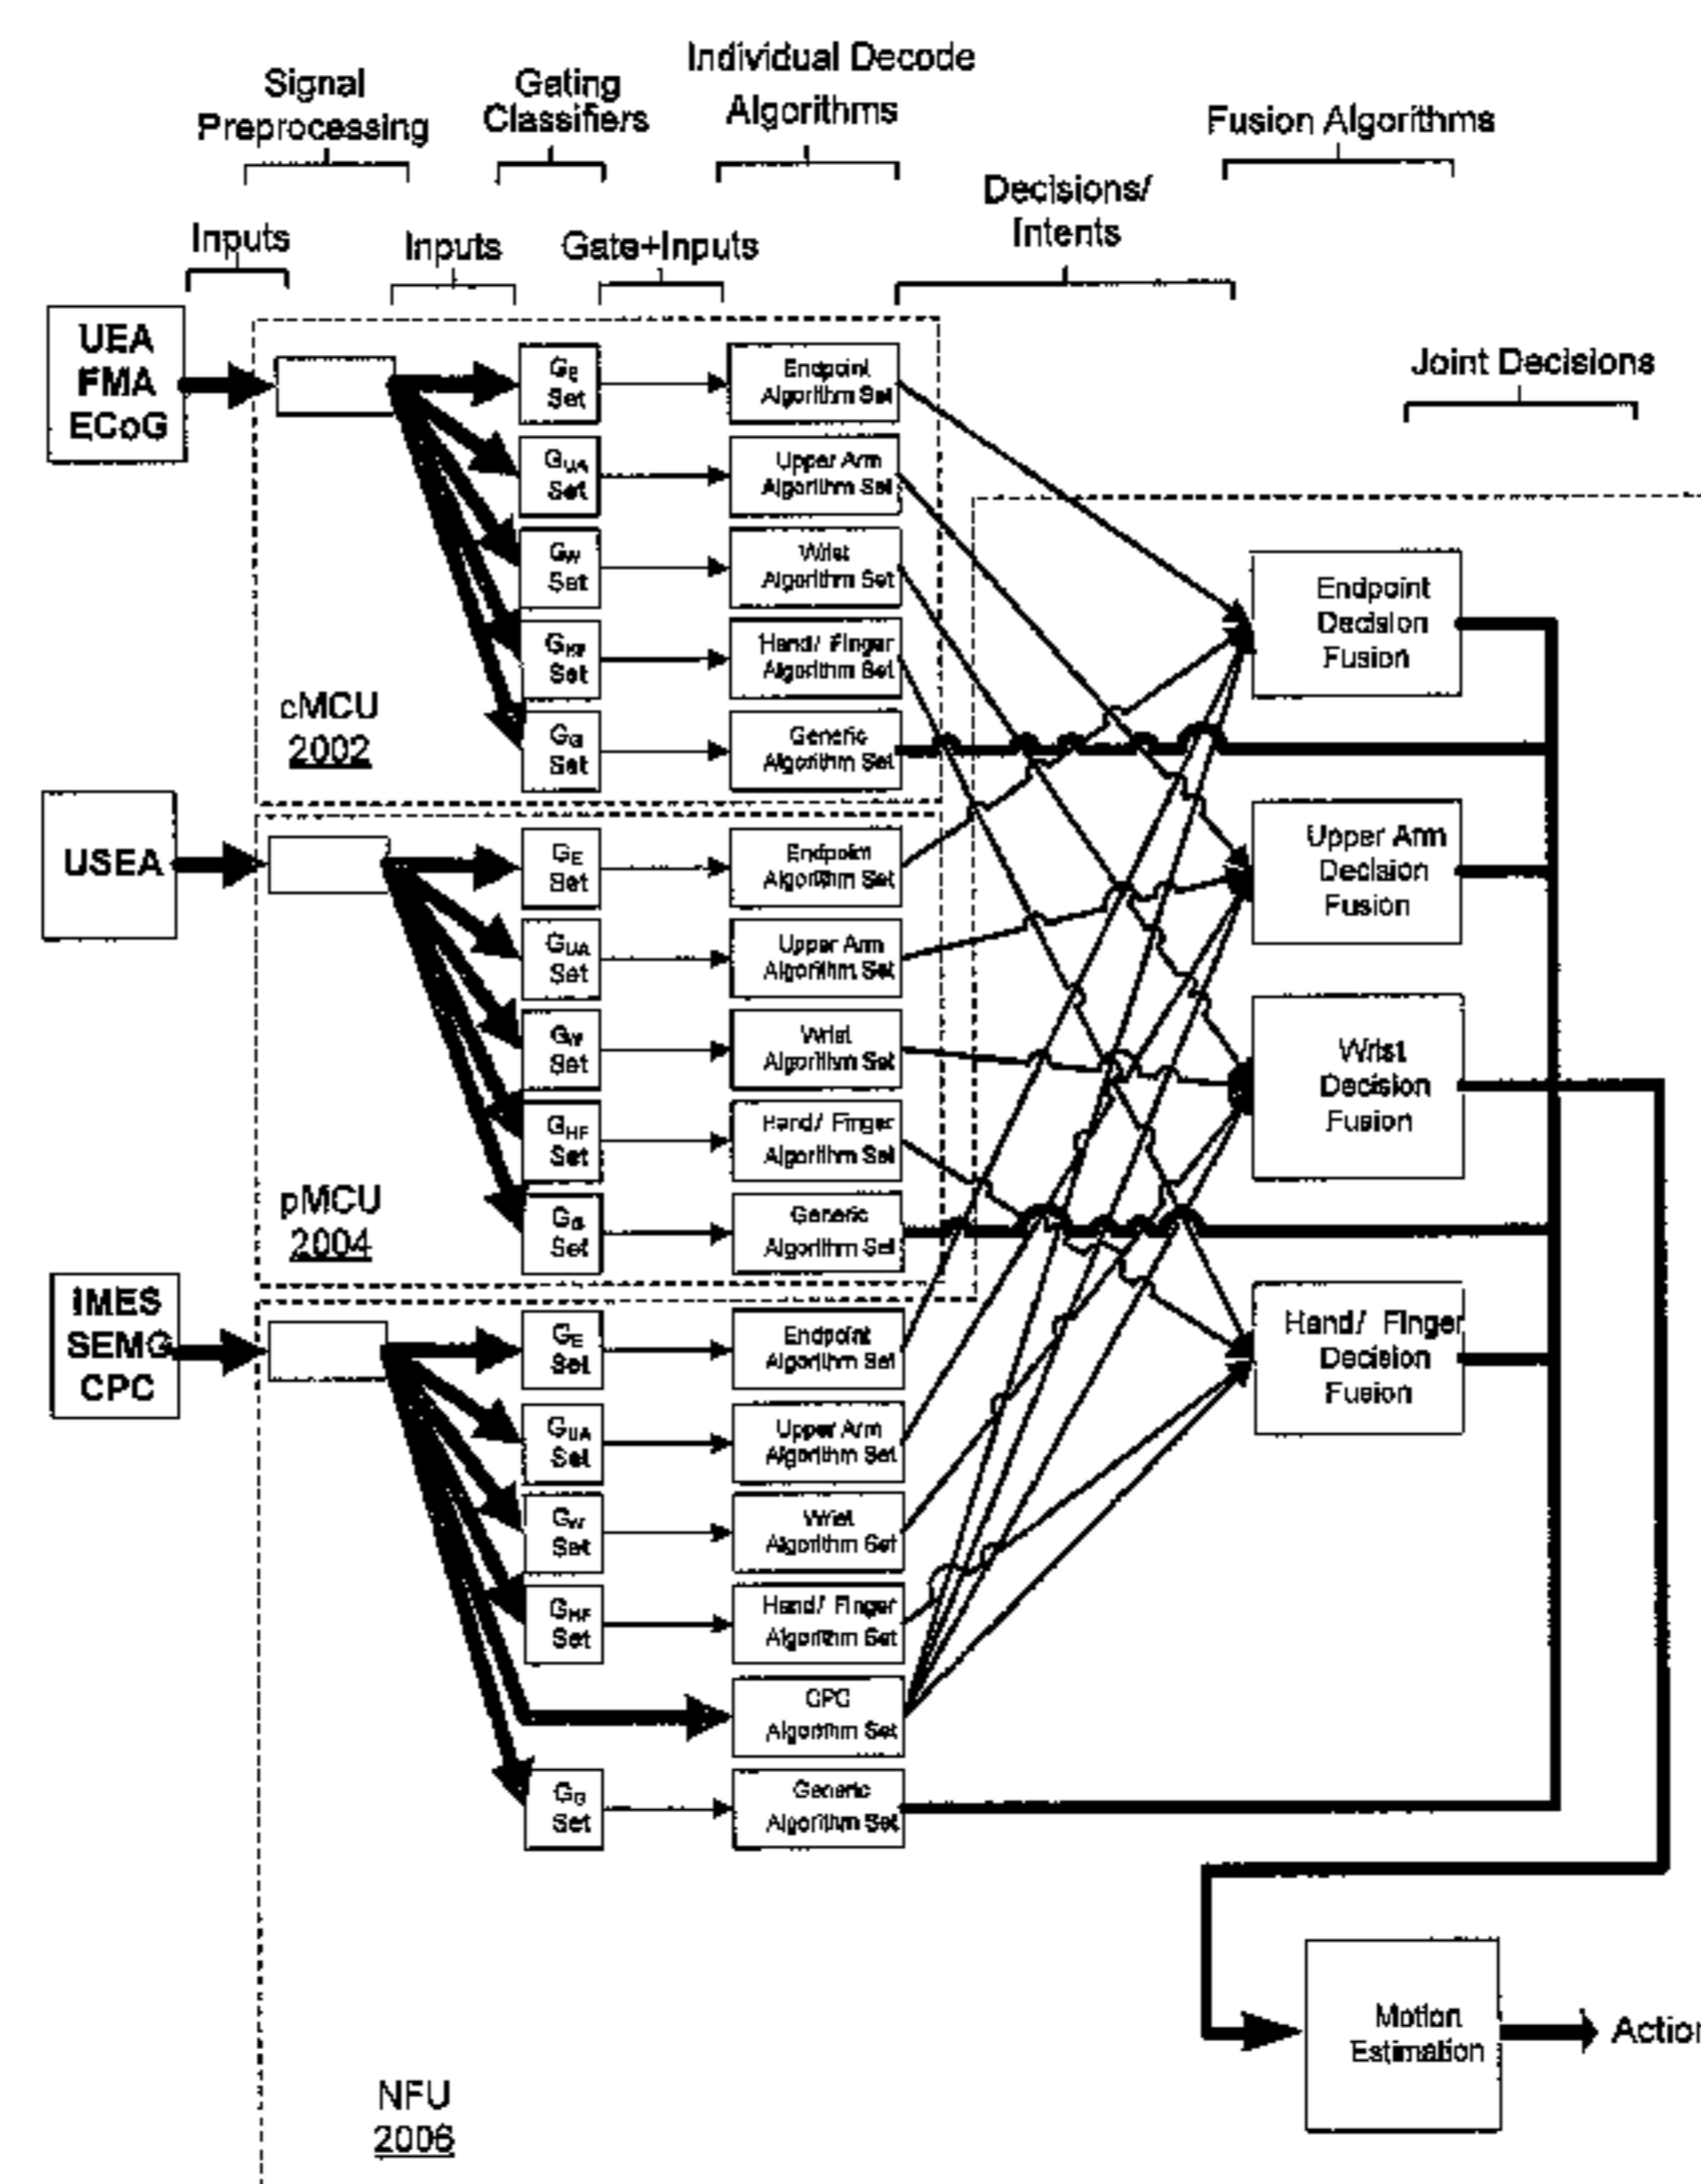 Individual Decode
Algorithms
Signal
Preprocessing
Gating
Classifiers
Fusion Algorithms
Decisions/
Intents
Inputs
Inputs
Gate+Inputs
Joint Decisions
UEA
FMA
ECoG
GE
Set
Endpoint
Algorithm Set
GUA
Set
Upper Arm
Algorithm Set
GW
Set
Wrist
Algorithm Set
GHF
Set
Hand/ Finger
Algorithm Set
GG
Set
Generic
Algorithm Set
cMCU
2002
USEA
GE
Set
Endpoint
Algorithm Set
GUA
Set
Upper Arm
Algorithm Set
GW
Set
Wrist
Algorithm Set
GHF
Set
Hand/ Finger
Algorithm Set
GG
Set
Generic
Algorithm Set
pMCU
2004
IMES
SEMG
CPC
GE
Set
Endpoint
Algorithm Set
GUA
Set
Upper Arm
Algorithm Set
GW
Set
Wrist
Algorithm Set
GHF
Set
Hand/ Finger
Algorithm Set
CPC
Algorithm Set
GG
Set
Generic
Algorithm Set
Endpoint
Decision
Fusion
Upper Arm
Decision
Fusion
Wrist
Decision
Fusion
Hand/ Finger
Decision
Fusion
Motion
Estimation
Action
NFU
2006